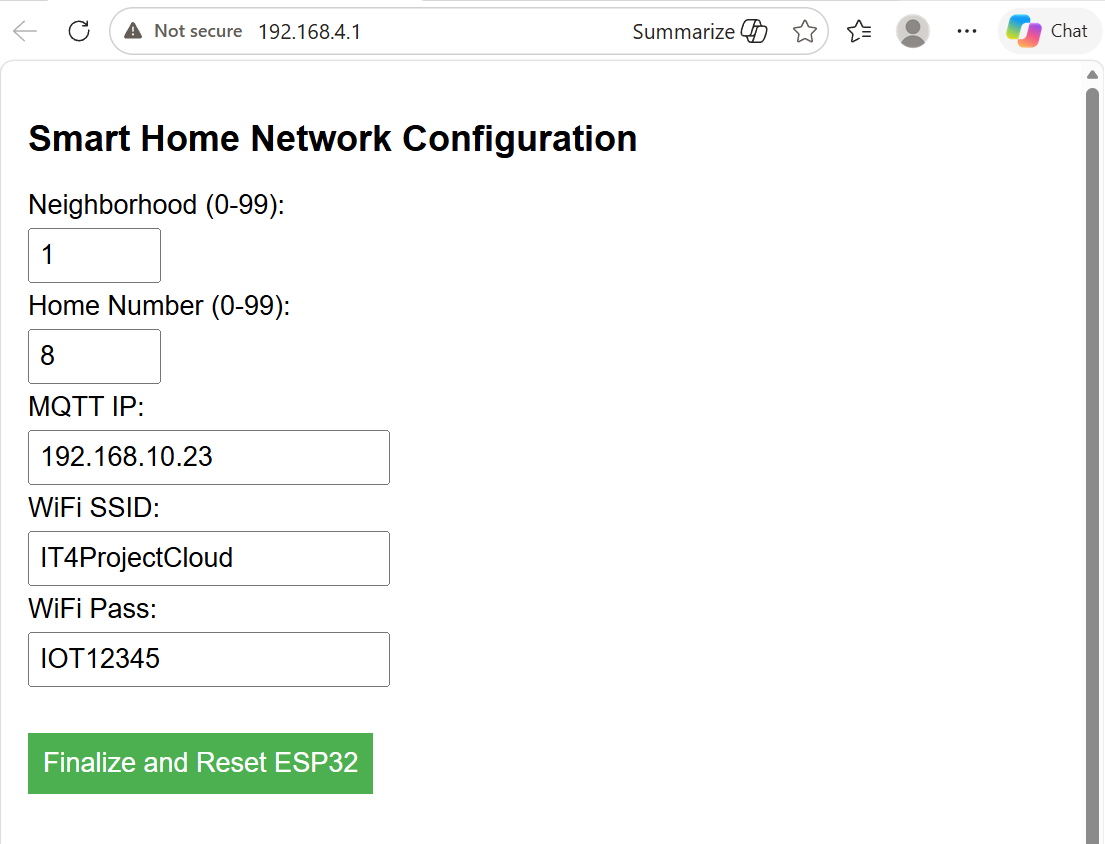 Not secure 192.168.4.1 Summarize Chat
Smart Home Network Configuration
Neighborhood (0-99):
1
Home Number (0-99):
8
MQTT IP:
192.168.10.23
WiFi SSID:
IT4ProjectCloud
WiFi Pass:
IOT12345
Finalize and Reset ESP32